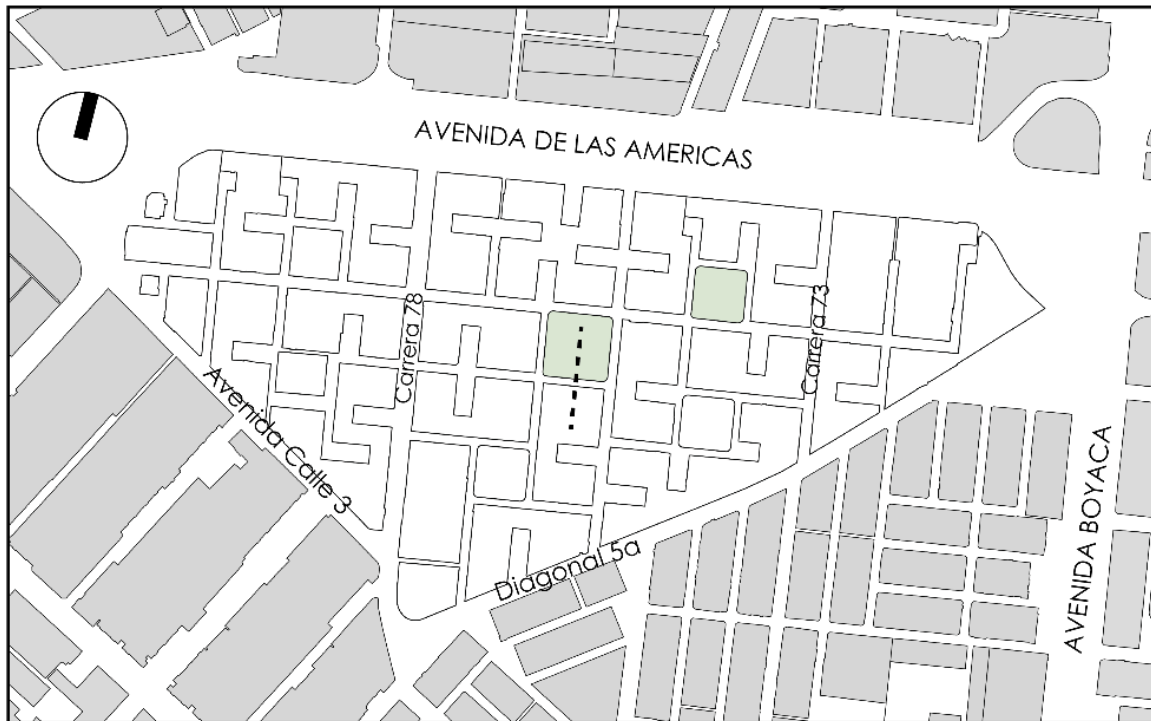 AVENIDA DE LAS AMERICAS
Carrera 78
Carrera 73
Avenida Calle 3
Diagonal 5a
AVENIDA BOYACA